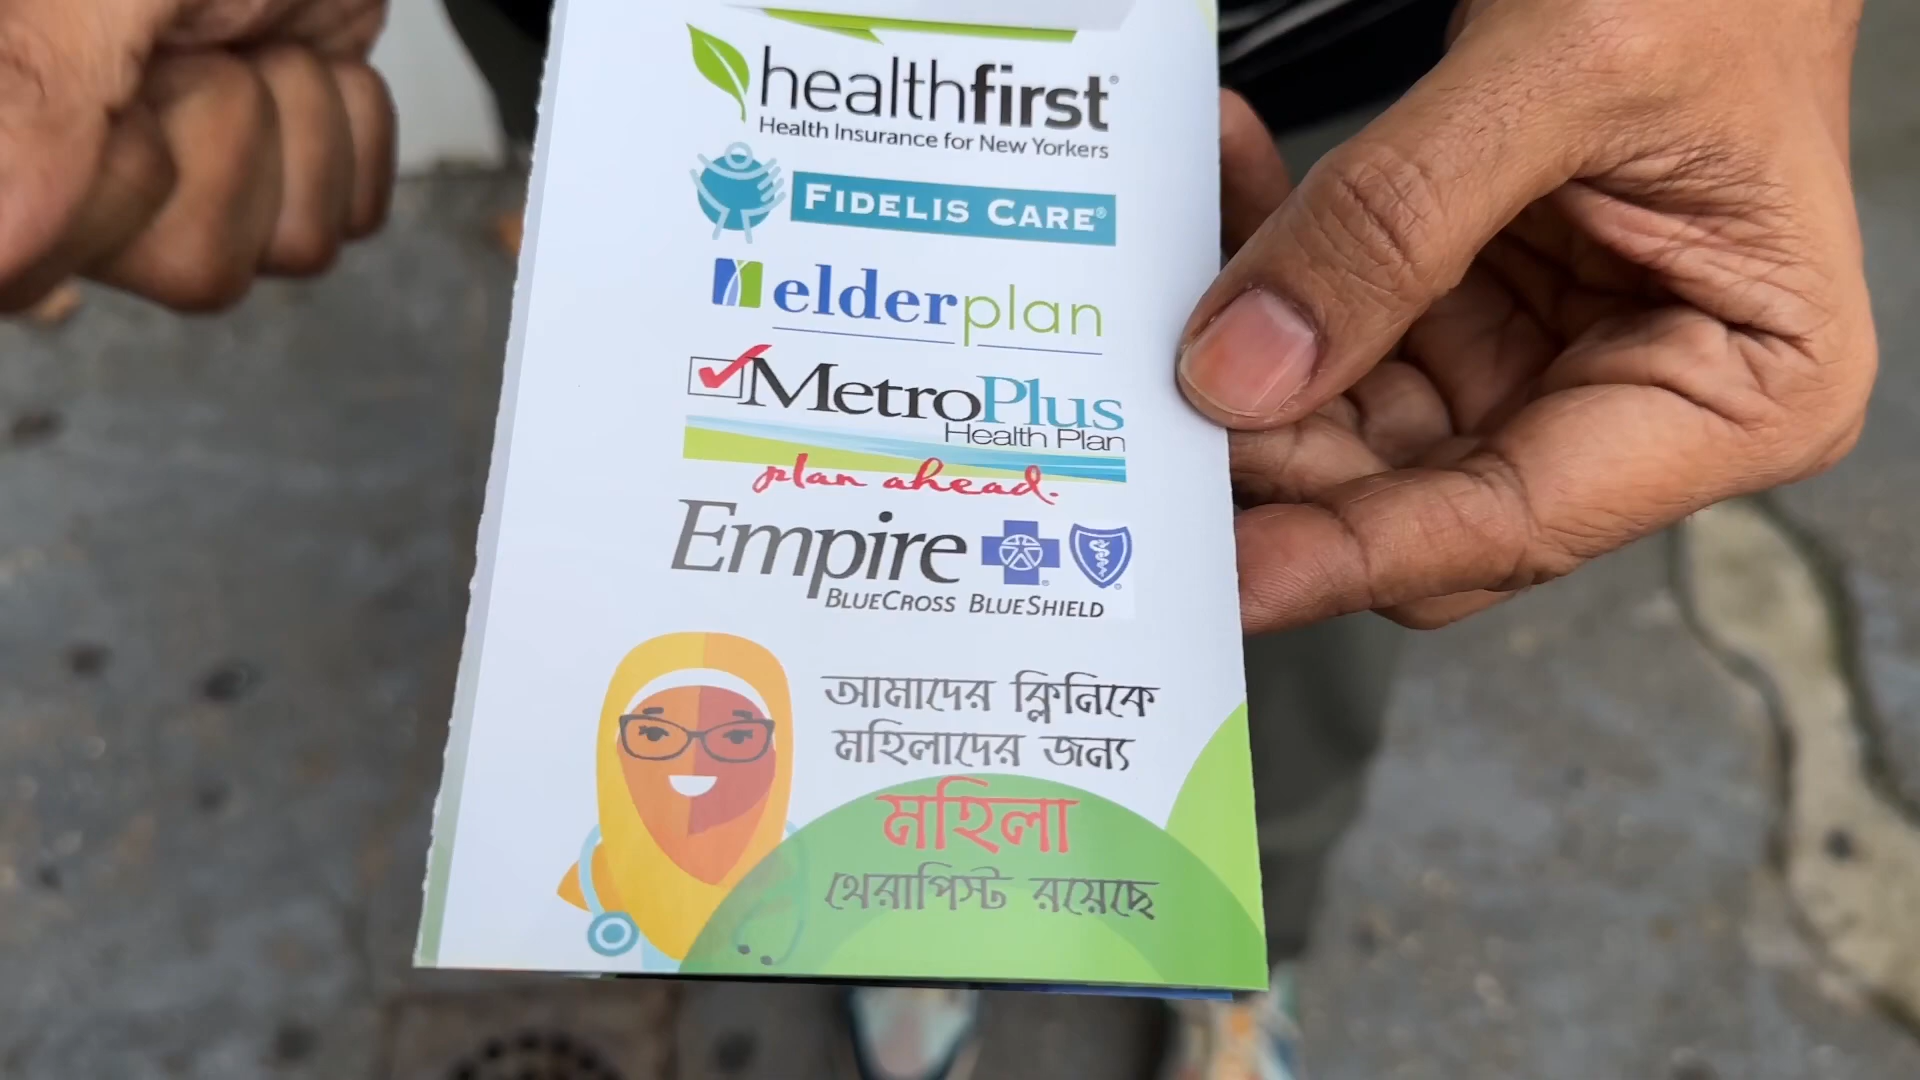 healthfirst®
Health Insurance for New Yorkers
FIDELIS CARE®
elderplan
MetroPlus
Health Plan
plan ahead.
Empire
BLUECROSS BLUESHIELD
আমাদের ক্লিনিকে
মহিলাদের জন্য
মহিলা
থেরাপিস্ট রয়েছে